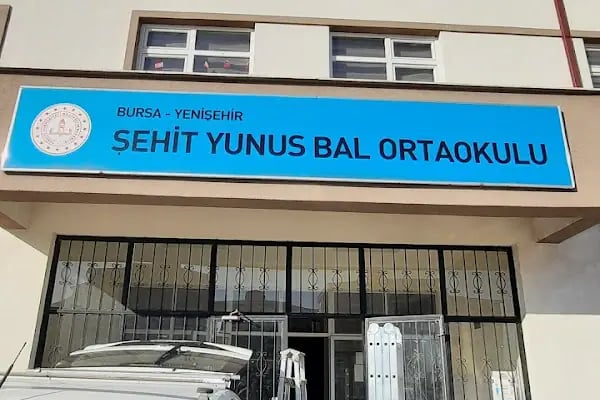 BURSA - YENİŞEHİR
ŞEHİT YUNUS BAL ORTAOKULU